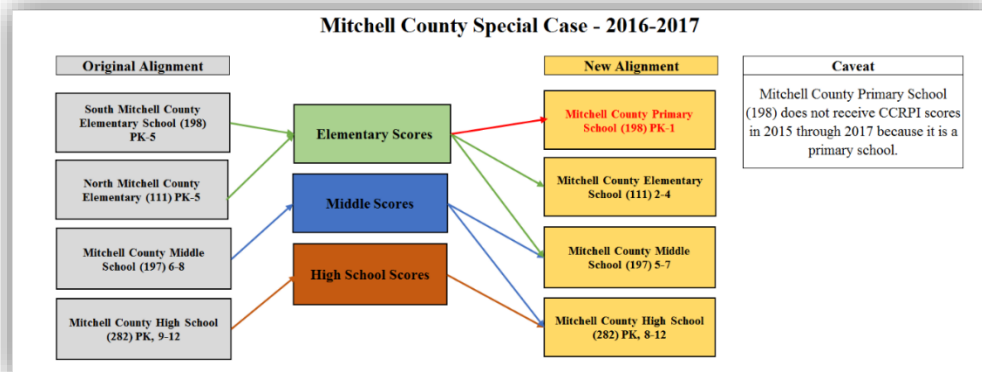 Mitchell County Special Case - 2016-2017
Original Alignment
South Mitchell County
Elementary School (198)
PK-5
North Mitchell County
Elementary (111) PK-5
Mitchell County Middle
School (197) 6-8
Mitchell County High School
(282) PK, 9-12
Elementary Scores
Middle Scores
High School Scores
New Alignment
Mitchell County Primary
School (198) PK-1
Mitchell County Elementary
School (111) 2-4
Mitchell County Middle
School (197) 5-7
Mitchell County High School
(282) PK, 8-12
Caveat
Mitchell County Primary School
(198) does not receive CCRPI scores
in 2015 through 2017 because it is a
primary school.